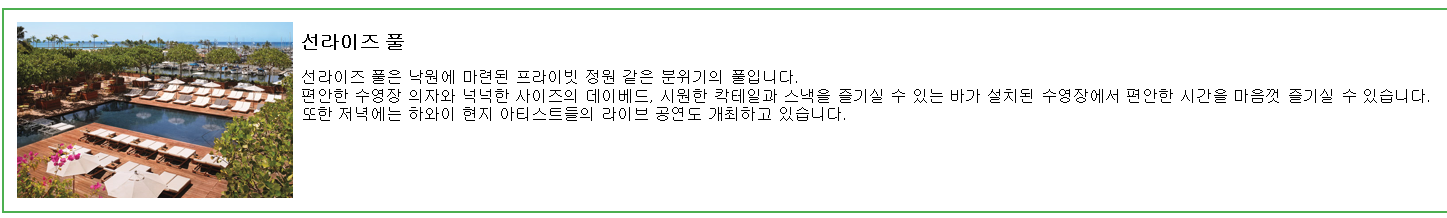 선라이즈 풀
선라이즈 풀은 낙원에 마련된 프라이빗 정원 같은 분위기의 풀입니다.
편안한 수영장 의자와 넉넉한 사이즈의 데이베드, 시원한 칵테일과 스낵을 즐기실 수 있는 바가 설치된 수영장에서 편안한 시간을 마음껏 즐기실 수 있습니다.
또한 저녁에는 하와이 현지 아티스트들의 라이브 공연도 개최하고 있습니다.